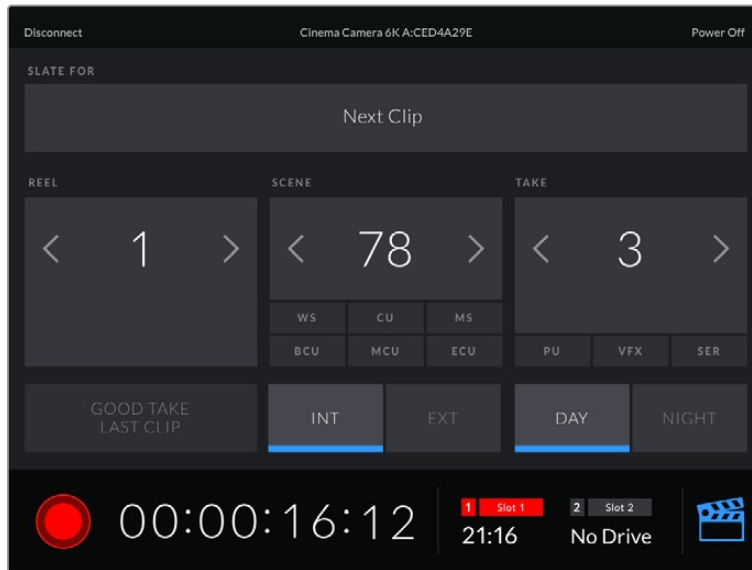 Disconnect Cinema Camera 6K A:CED4A29E Power Off
SLATE FOR
Next Clip
REEL SCENE TAKE
1 78 3
WS CU MS
BCU MCU ECU PU VFX SER
GOOD TAKE
LAST CLIP
INT EXT DAY NIGHT
1 Slot 1 2 Slot 2
00:00:16:12 21:16 No Drive